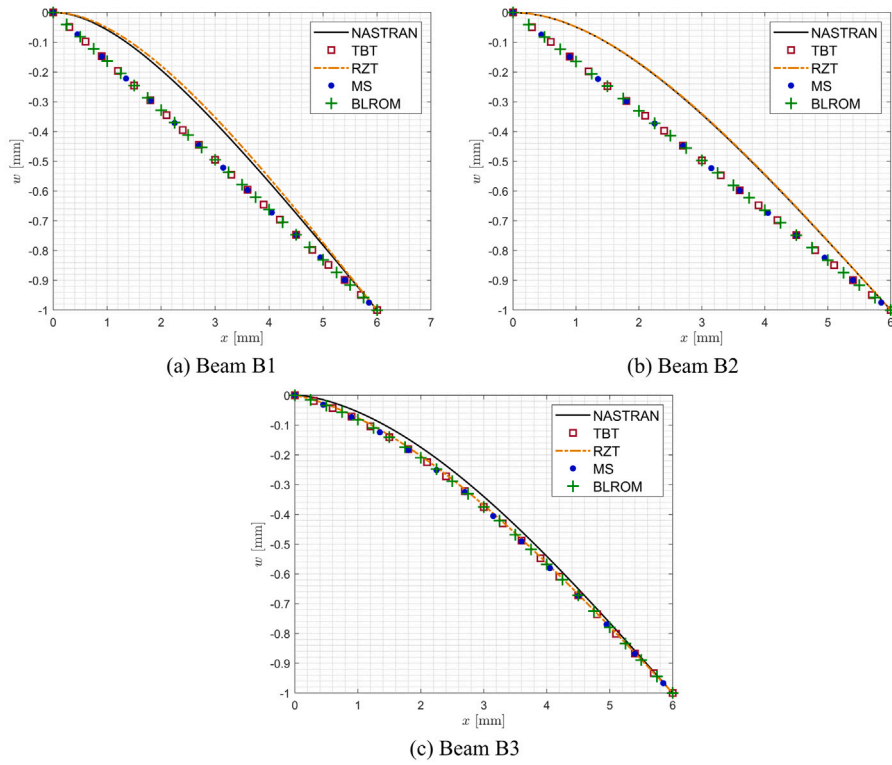 0
-0.1
-0.2
-0.3
-0.4
-0.5
-0.6
-0.7
-0.8
-0.9
-1
w [mm]
0 1 2 3 4 5 6 7
x [mm]
NASTRAN
TBT
RZT
MS
BLROM
(a) Beam B1
0
-0.1
-0.2
-0.3
-0.4
-0.5
-0.6
-0.7
-0.8
-0.9
-1
w [mm]
0 1 2 3 4 5 6
x [mm]
NASTRAN
TBT
RZT
MS
BLROM
(b) Beam B2
0
-0.1
-0.2
-0.3
-0.4
-0.5
-0.6
-0.7
-0.8
-0.9
-1
w [mm]
0 1 2 3 4 5 6
x [mm]
NASTRAN
TBT
RZT
MS
BLROM
(c) Beam B3